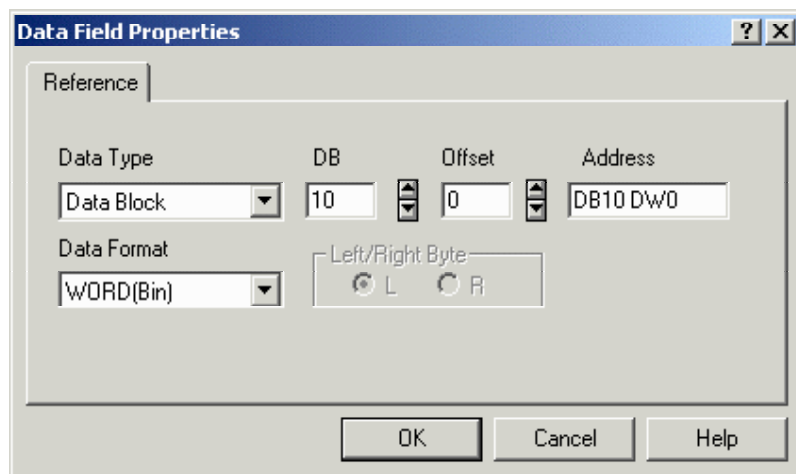 Data Field Properties
Reference
Data Type DB Offset Address
Data Block 10 0 DB10 DW0
Data Format Left/Right Byte
WORD(Bin) L R
OK Cancel Help